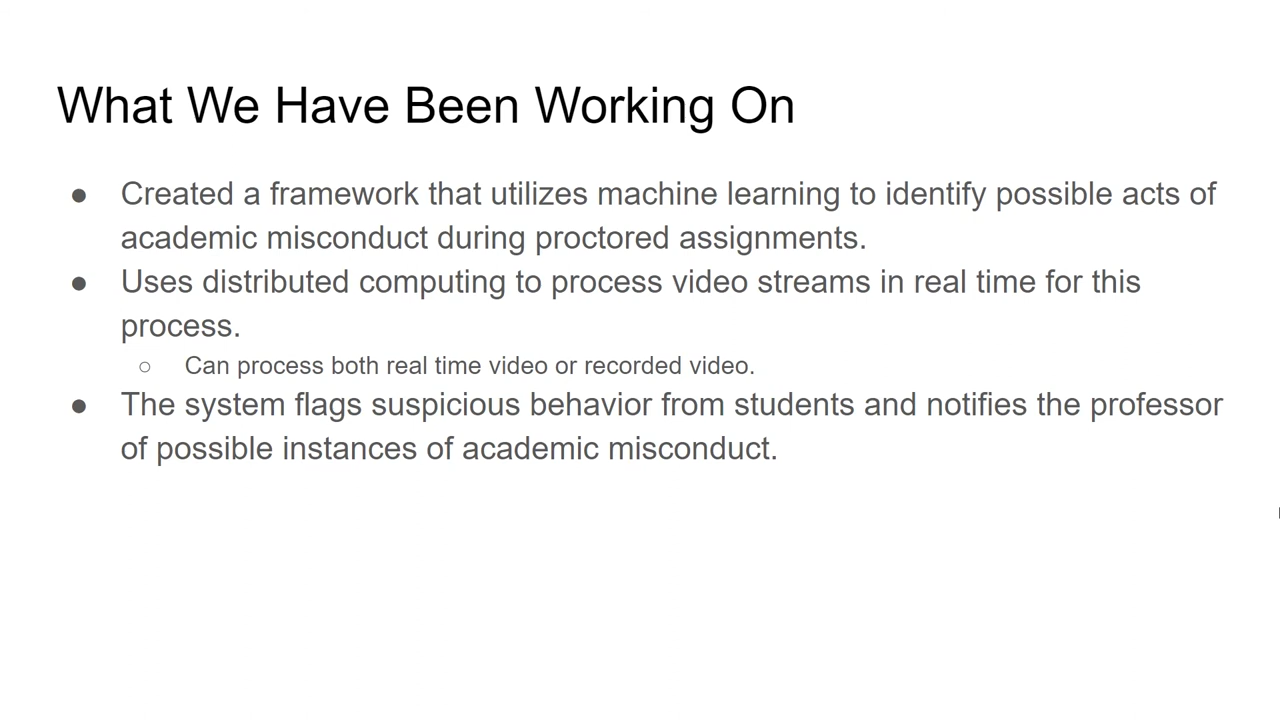 What We Have Been Working On
● Created a framework that utilizes machine learning to identify possible acts of
academic misconduct during proctored assignments.
● Uses distributed computing to process video streams in real time for this
process.
○ Can process both real time video or recorded video.
● The system flags suspicious behavior from students and notifies the professor
of possible instances of academic misconduct.